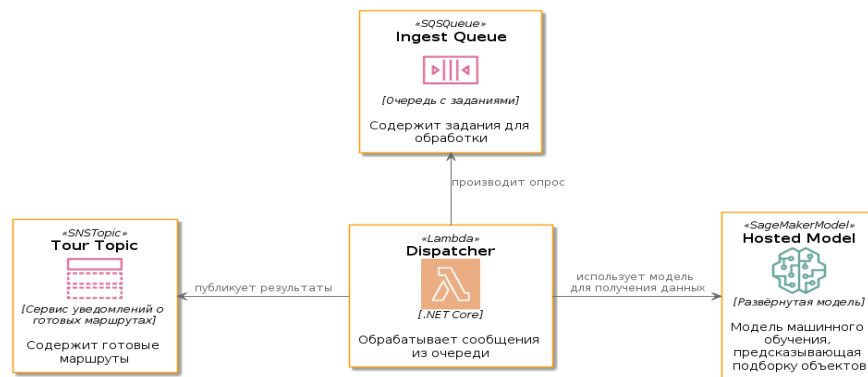 «SQSQueue»
Ingest Queue
[Очередь с заданиями]
Содержит задания для
обработки
производит опрос
«SNSTopic»
Tour Topic
[Сервис уведомлений о
готовых маршрутах]
Содержит готовые
маршруты
публикует результаты
«Lambda»
Dispatcher
[.NET Core]
Обрабатывает сообщения
из очереди
использует модель
для получения данных
«SageMakerModel»
Hosted Model
[Развёрнутая модель]
Модель машинного
обучения,
предсказывающая
подборку объектов